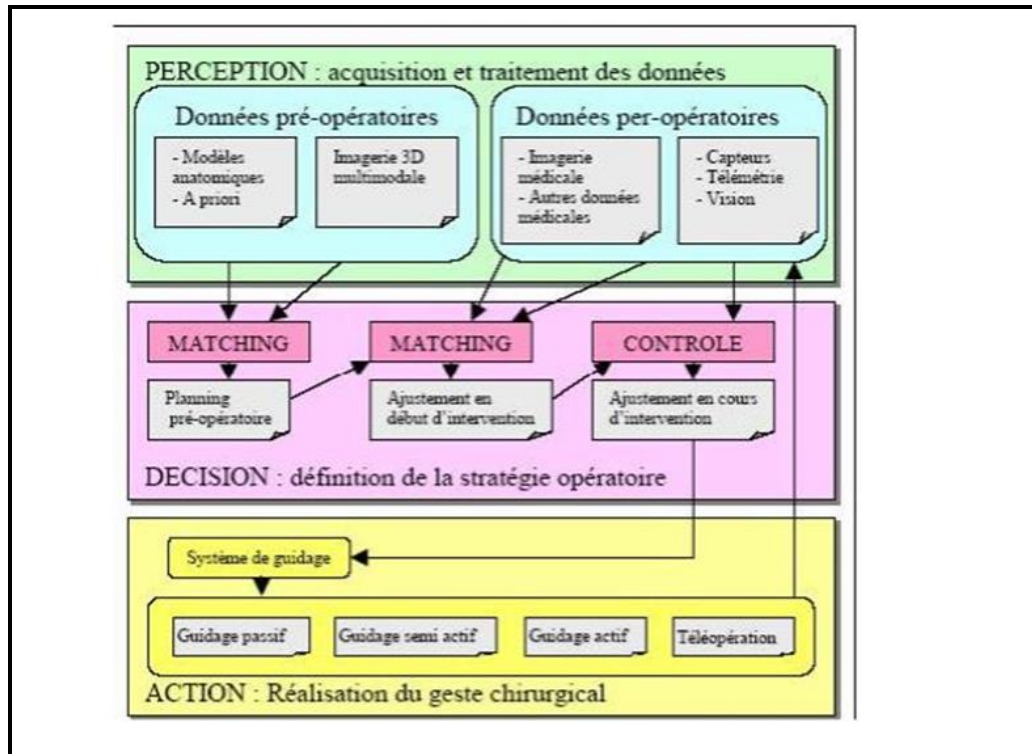 PERCEPTION : acquisition et traitement des données
Données pré-opératoires
- Modèles
anatomiques
- A priori
Imagerie 3D
multimodale
Données per-opératoires
- Imagerie
médicale
- Autres données
médicales
- Capteurs
- Télémétrie
- Vision
MATCHING
MATCHING
CONTROLE
Planning
pré-opératoire
Ajustement en
début d'intervention
Ajustement en cours
d'intervention
DECISION : définition de la stratégie opératoire
Système de guidage
Guidage passif
Guidage semi actif
Guidage actif
Téléopération
ACTION : Réalisation du geste chirurgical